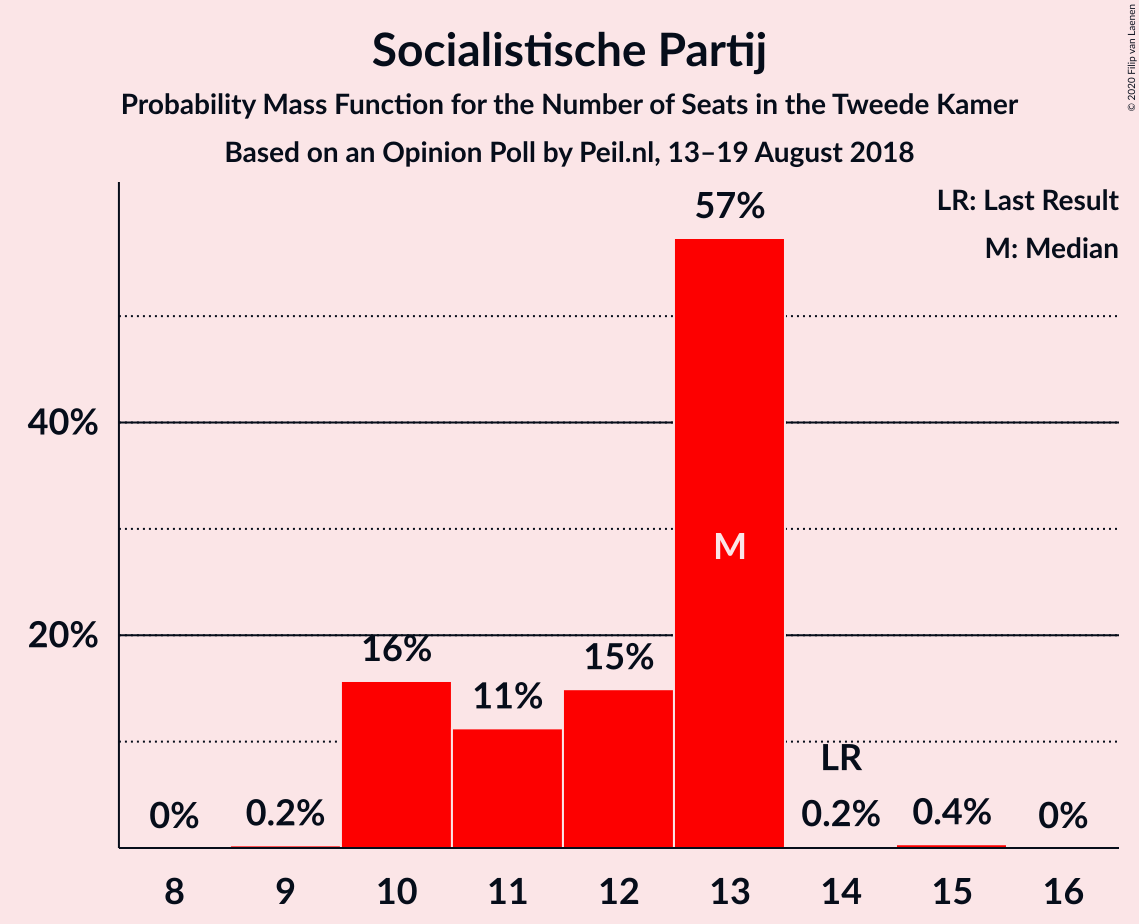 Socialistische Partij
Probability Mass Function for the Number of Seats in the Tweede Kamer
Based on an Opinion Poll by Peil.nl, 13–19 August 2018
© 2020 Filip van Laenen
LR: Last Result
M: Median
57%
40%
M
20%
16%
15%
11%
LR
0%
0.2%
0.2%
0.4%
0%
8 9 10 11 12 13 14 15 16